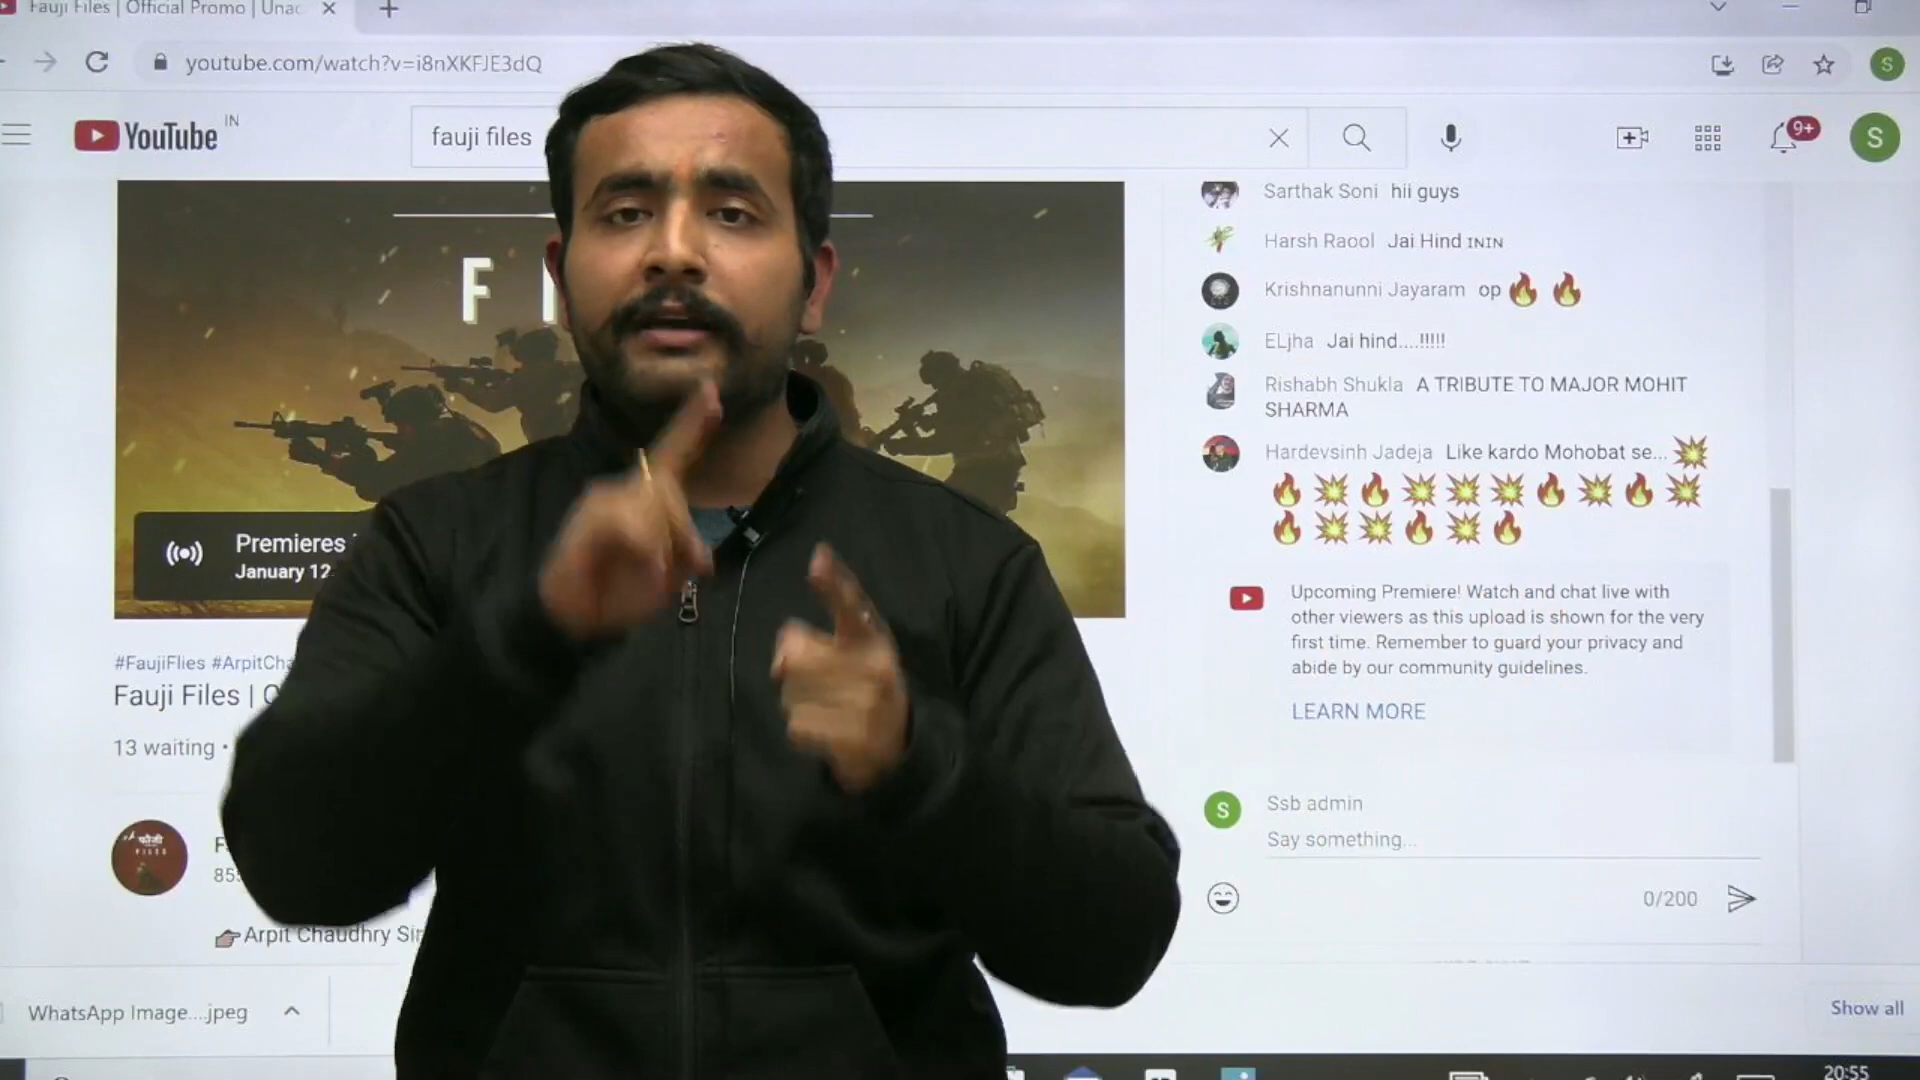 Fauji Files | Official Promo | Unac
youtube.com/watch?v=i8nXKFJE3dQ
S
YouTube IN
fauji files
9+
S
F I
Premieres
January 12
#FaujiFlies #ArpitCha
Fauji Files |
13 waiting •
फौजी
FILES
Arpit Chaudhry Sir
Sarthak Soni hii guys
Harsh Raool Jai Hind ININ
Krishnanunni Jayaram op 🔥 🔥
ELjha Jai hind....!!!!!
Rishabh Shukla A TRIBUTE TO MAJOR MOHIT
SHARMA
Hardevsinh Jadeja Like kardo Mohobat se... 💥
🔥 💥 🔥 💥 💥 💥 🔥 💥 🔥 💥
🔥 💥 💥 🔥 💥 🔥
Upcoming Premiere! Watch and chat live with
other viewers as this upload is shown for the very
first time. Remember to guard your privacy and
abide by our community guidelines.
LEARN MORE
S
Ssb admin
Say something...
0/200
WhatsApp Image....jpeg
Show all
20:55